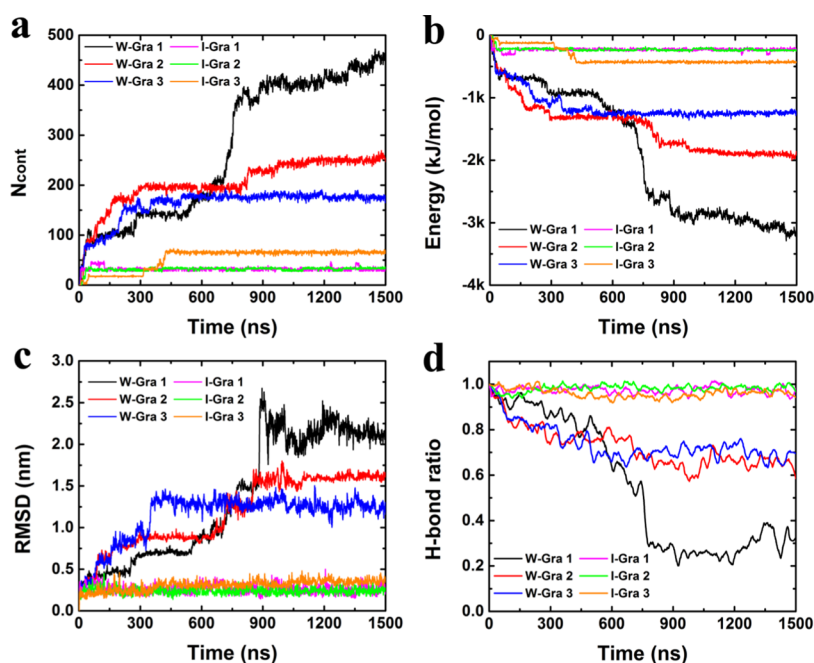 a
500
450
400
300
200
100
0
0 300 600 900 1200 1500
Ncont
Time (ns)
W-Gra 1 I-Gra 1
W-Gra 2 I-Gra 2
W-Gra 3 I-Gra 3
b
0
-1k
-2k
-3k
-4k
0 300 600 900 1200 1500
Energy (kJ/mol)
Time (ns)
W-Gra 1 I-Gra 1
W-Gra 2 I-Gra 2
W-Gra 3 I-Gra 3
c
3.0
2.5
2.0
1.5
1.0
0.5
0.0
0 300 600 900 1200 1500
RMSD (nm)
Time (ns)
W-Gra 1 I-Gra 1
W-Gra 2 I-Gra 2
W-Gra 3 I-Gra 3
d
1.0
0.8
0.6
0.4
0.2
0.0
0 300 600 900 1200 1500
H-bond ratio
Time (ns)
W-Gra 1 I-Gra 1
W-Gra 2 I-Gra 2
W-Gra 3 I-Gra 3